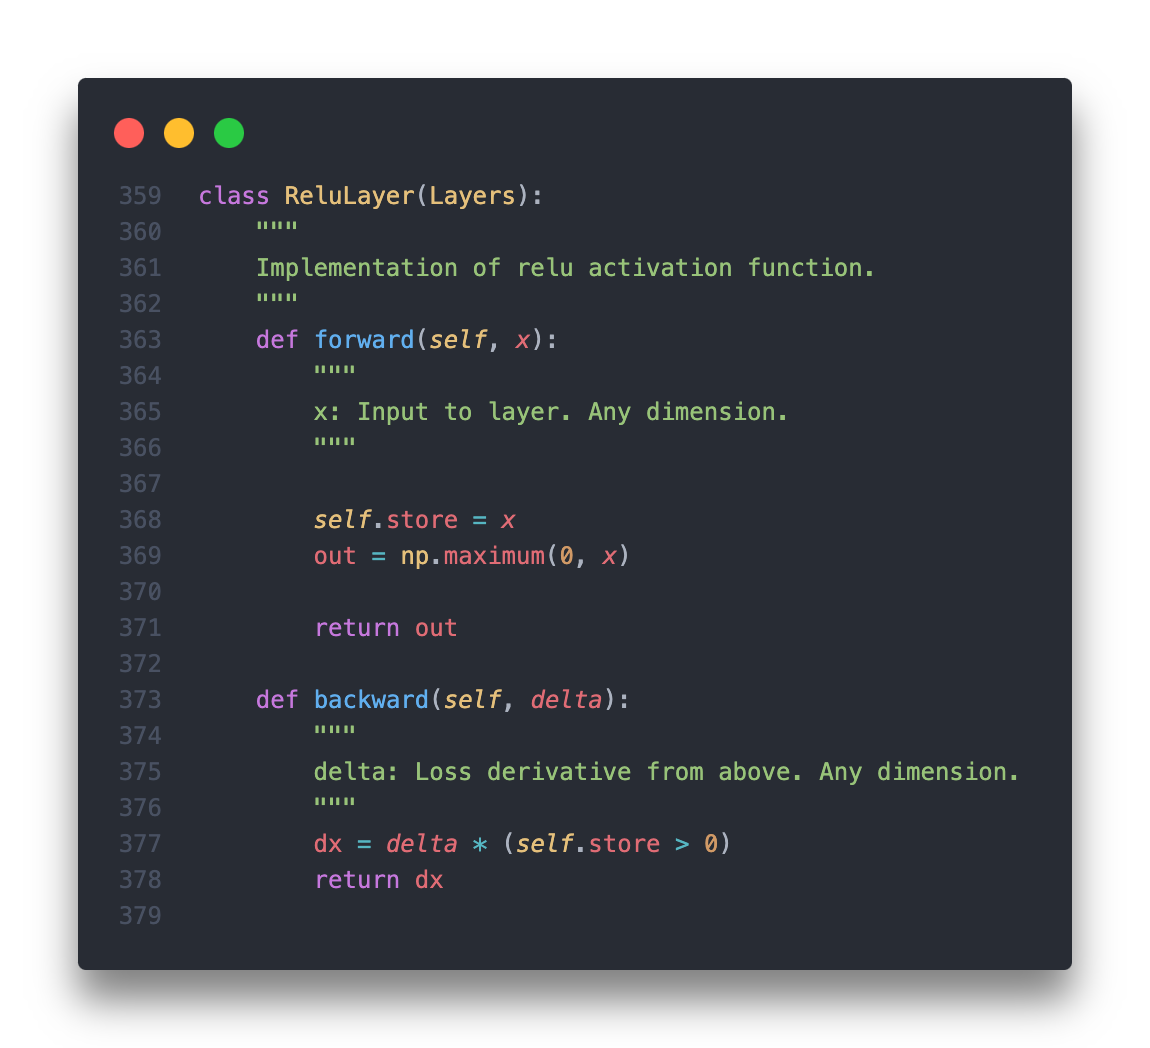 359 class ReluLayer(Layers):
360     """
361     Implementation of relu activation function.
362     """
363     def forward(self, x):
364         """
365         x: Input to layer. Any dimension.
366         """
367
368         self.store = x
369         out = np.maximum(0, x)
370
371         return out
372
373     def backward(self, delta):
374         """
375         delta: Loss derivative from above. Any dimension.
376         """
377         dx = delta * (self.store > 0)
378         return dx
379